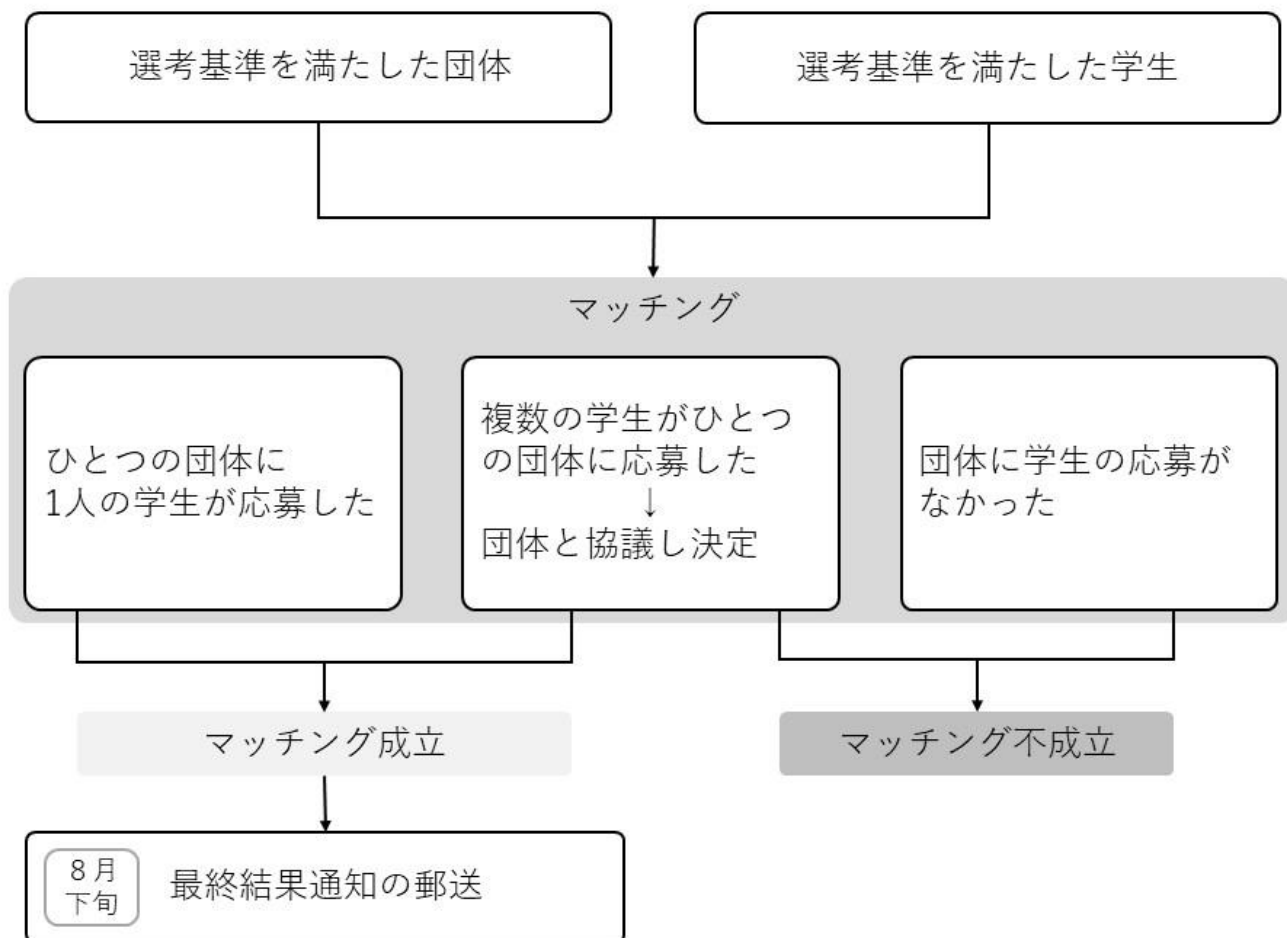 選考基準を満たした団体
選考基準を満たした学生
マッチング
ひとつの団体に
1人の学生が応募した
複数の学生がひとつ
の団体に応募した
↓
団体と協議し決定
団体に学生の応募が
なかった
マッチング成立
マッチング不成立
8月
下旬
最終結果通知の郵送